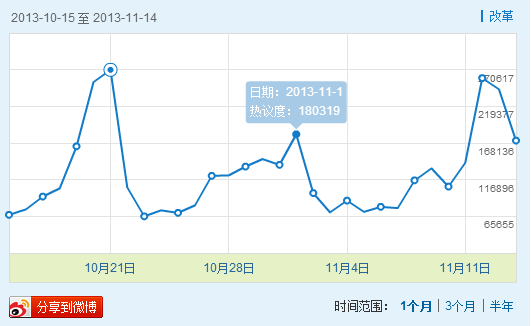 2013-10-15 至 2013-11-14
改革
日期：2013-11-1
热议度：180319
270617
219377
168136
116896
65655
10月21日
10月28日
11月4日
11月11日
分享到微博
时间范围： 1个月 | 3个月 | 半年